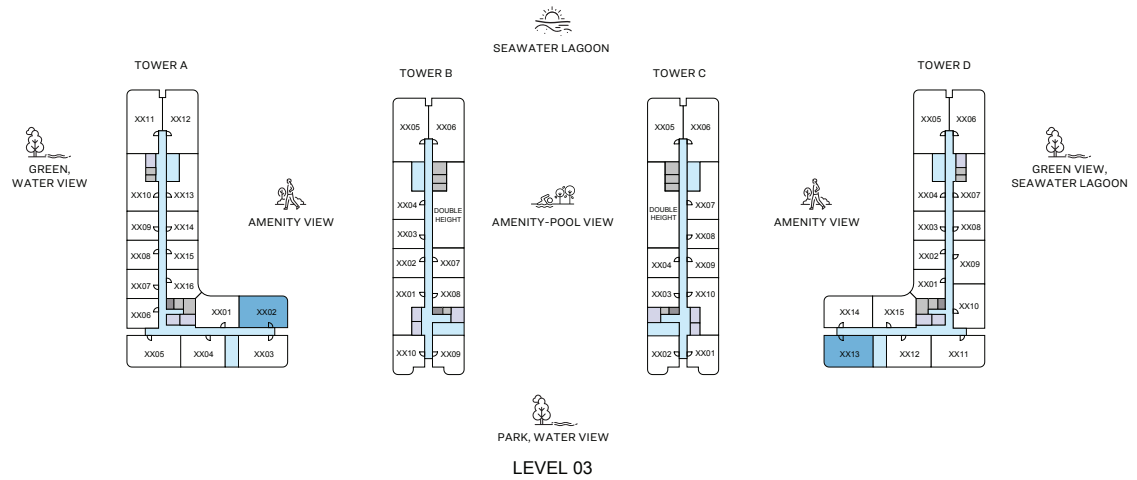 SEAWATER LAGOON
TOWER A
TOWER B
TOWER C
TOWER D
GREEN,
WATER VIEW
AMENITY VIEW
AMENITY-POOL VIEW
AMENITY VIEW
GREEN VIEW,
SEAWATER LAGOON
XX11
XX12
XX10
XX13
XX09
XX14
XX08
XX15
XX07
XX16
XX06
XX01
XX02
XX05
XX04
XX03
XX05
XX06
XX04
DOUBLE
HEIGHT
XX03
XX02
XX07
XX01
XX08
XX10
XX09
XX05
XX06
DOUBLE
HEIGHT
XX07
XX08
XX04
XX09
XX03
XX10
XX02
XX01
XX05
XX06
XX04
XX07
XX03
XX08
XX02
XX09
XX01
XX10
XX14
XX15
XX13
XX12
XX11
PARK, WATER VIEW
LEVEL 03